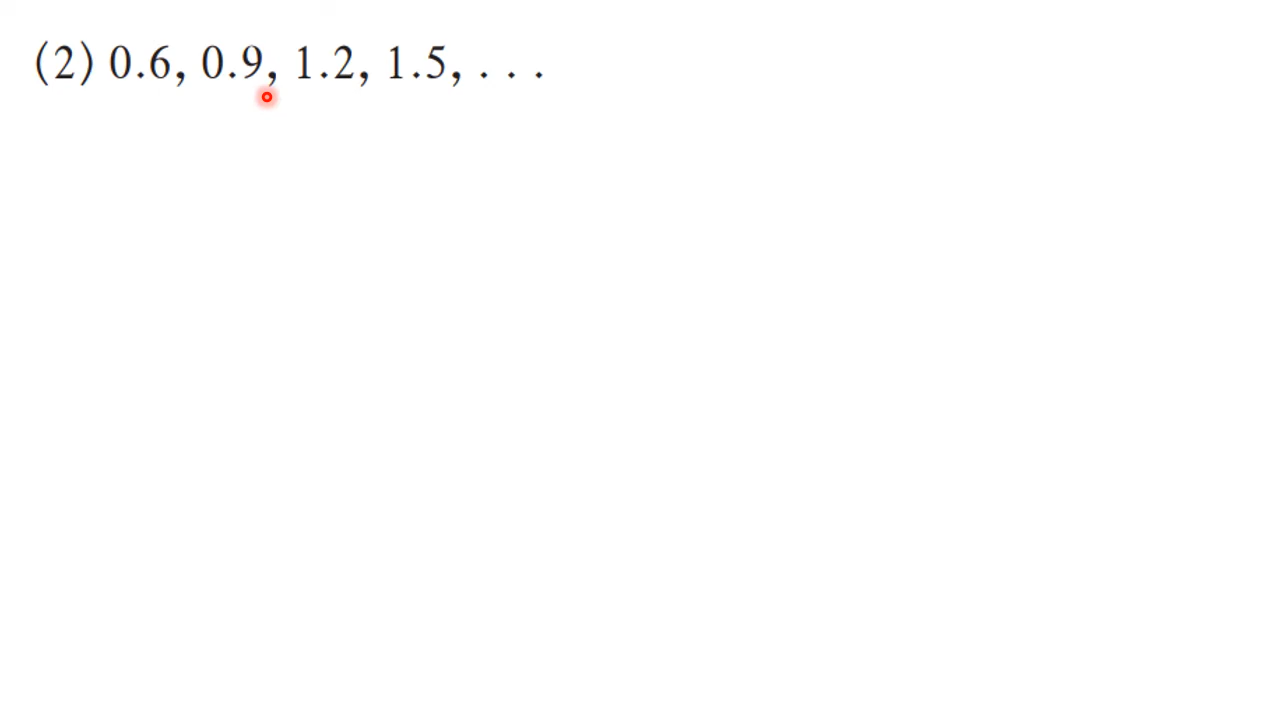 (2) 0.6, 0.9, 1.2, 1.5, . . .